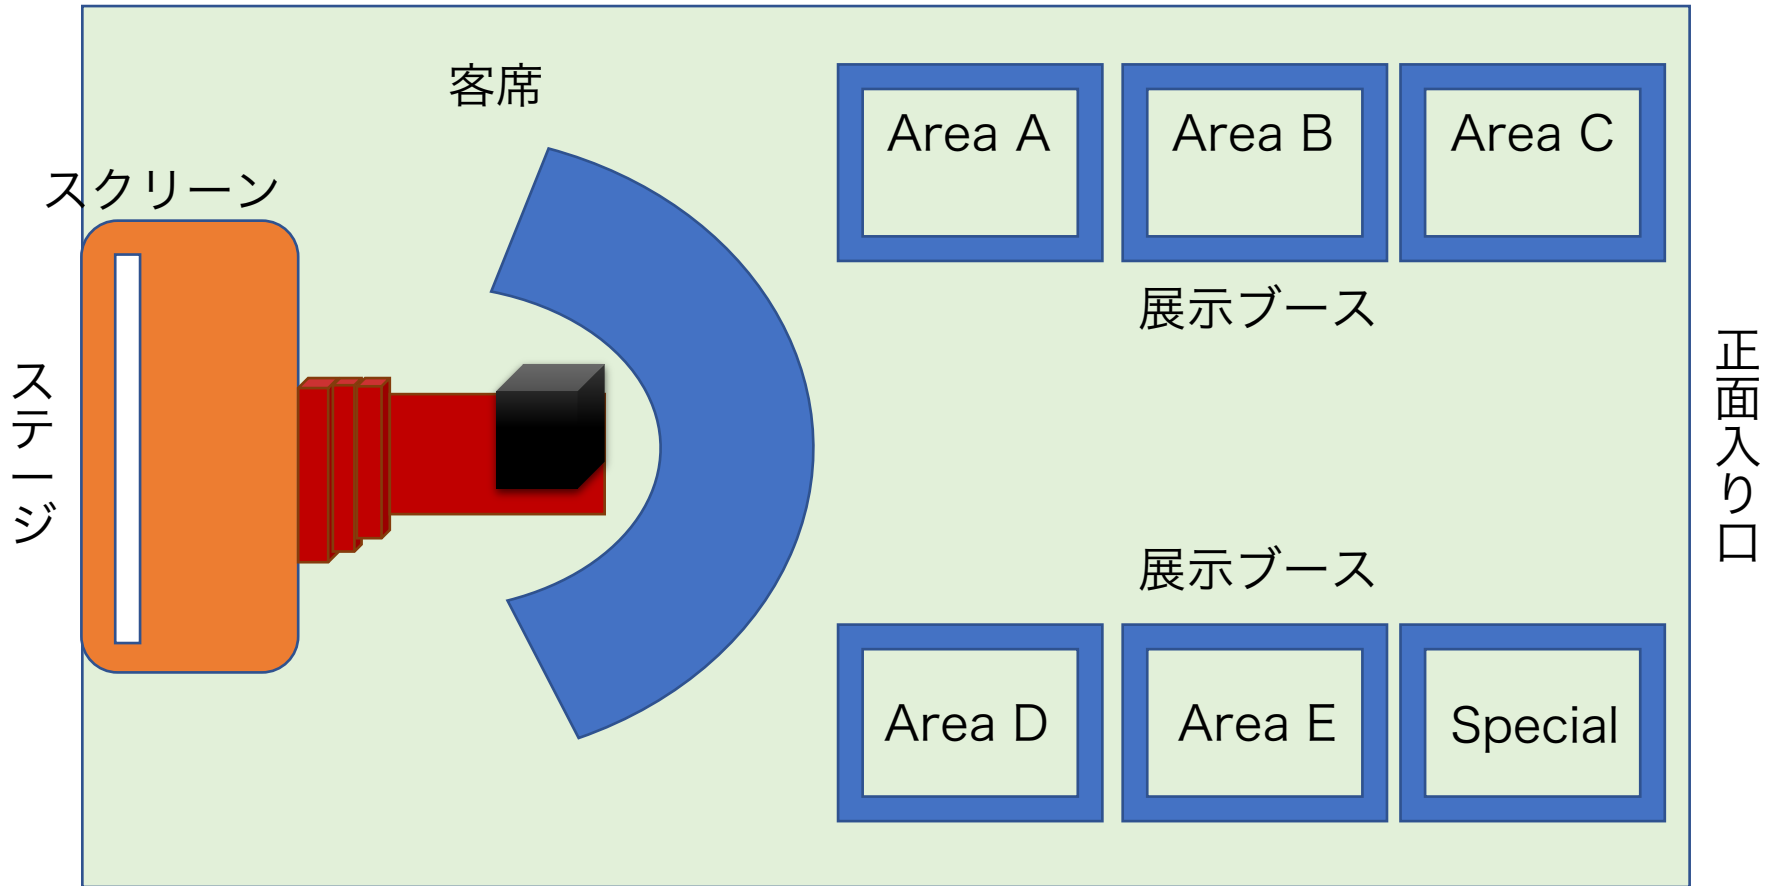 客席
Area A
Area B
Area C
スクリーン
展示ブース
ステージ
正面入り口
展示ブース
Area D
Area E
Special